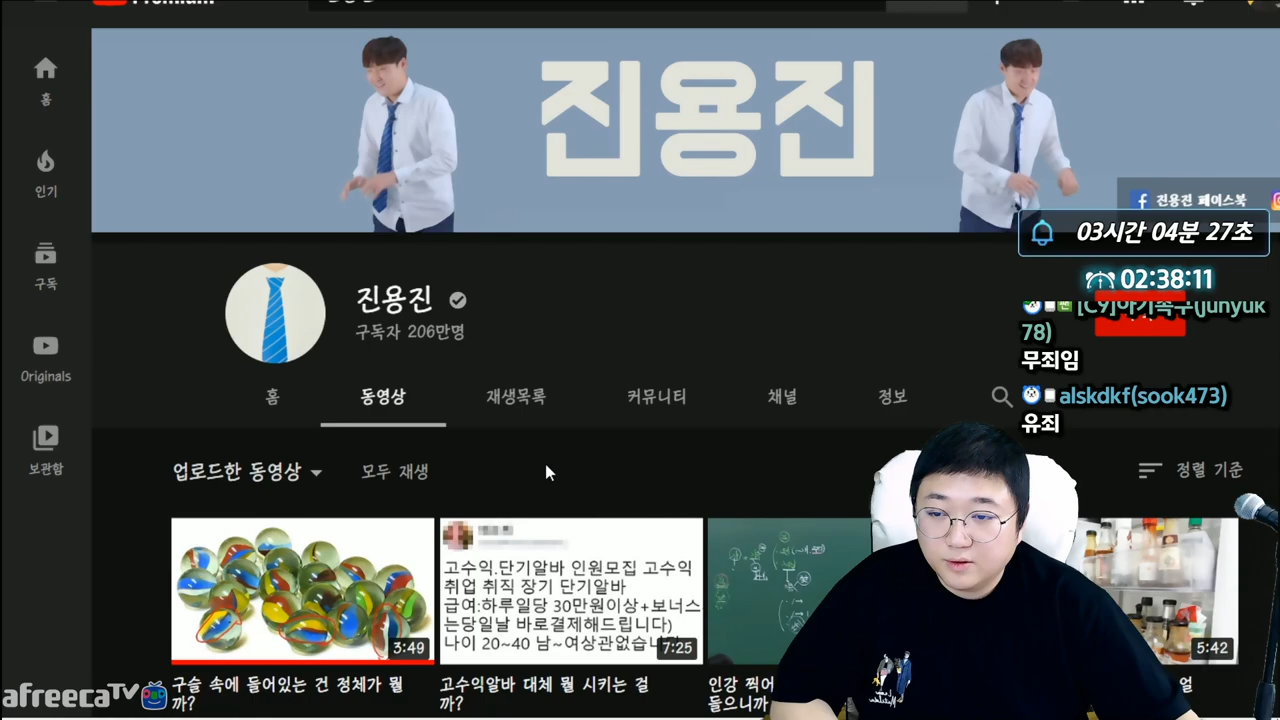 Premium
홈
인기
구독
Originals
보관함
진용진
진용진 페이스북
03시간 04분 27초
02:38:11
[C9]아기족구(junyuk
78)
무죄임
alskdkf(sook473)
유죄
진용진
구독자 206만명
홈
동영상
재생목록
커뮤니티
채널
정보
업로드한 동영상
모두 재생
정렬 기준
고수익.단기알바 인원모집 고수익
취업 취직 장기 단기알바
급여:하루일당 30만원이상+보너스
는당일날 바로결제해드립니다)
나이 20~40 남~여상관없습니
3:49
7:25
5:42
구슬 속에 들어있는 건 정체가 뭘
까?
고수익알바 대체 뭘 시키는 걸
까?
인강 찍어
돌으니까
얼
afreecaTV